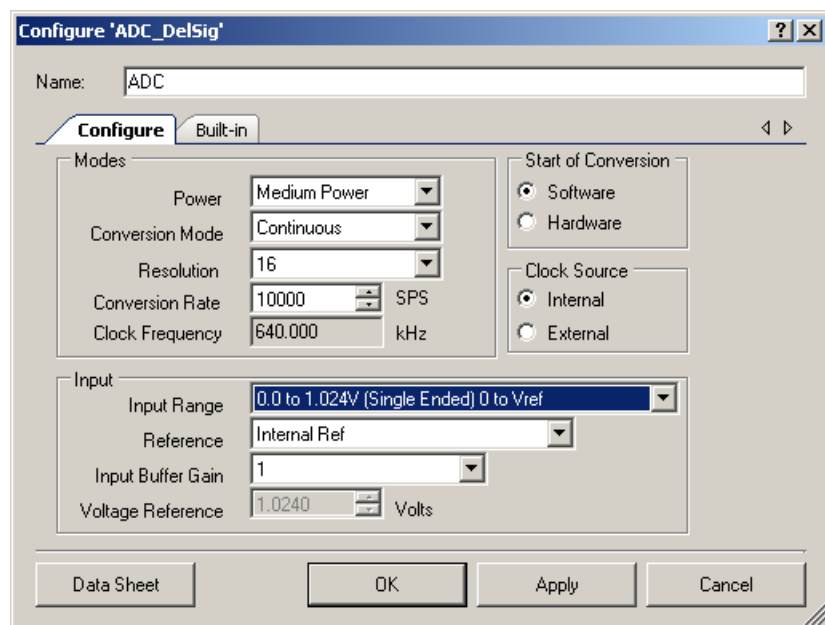 Configure 'ADC_DelSig'
Name: ADC
Configure Built-in
Modes
Power Medium Power
Conversion Mode Continuous
Resolution 16
Conversion Rate 10000 SPS
Clock Frequency 640.000 kHz
Start of Conversion
Software
Hardware
Clock Source
Internal
External
Input
Input Range 0.0 to 1.024V (Single Ended) 0 to Vref
Reference Internal Ref
Input Buffer Gain 1
Voltage Reference 1.0240 Volts
Data Sheet OK Apply Cancel